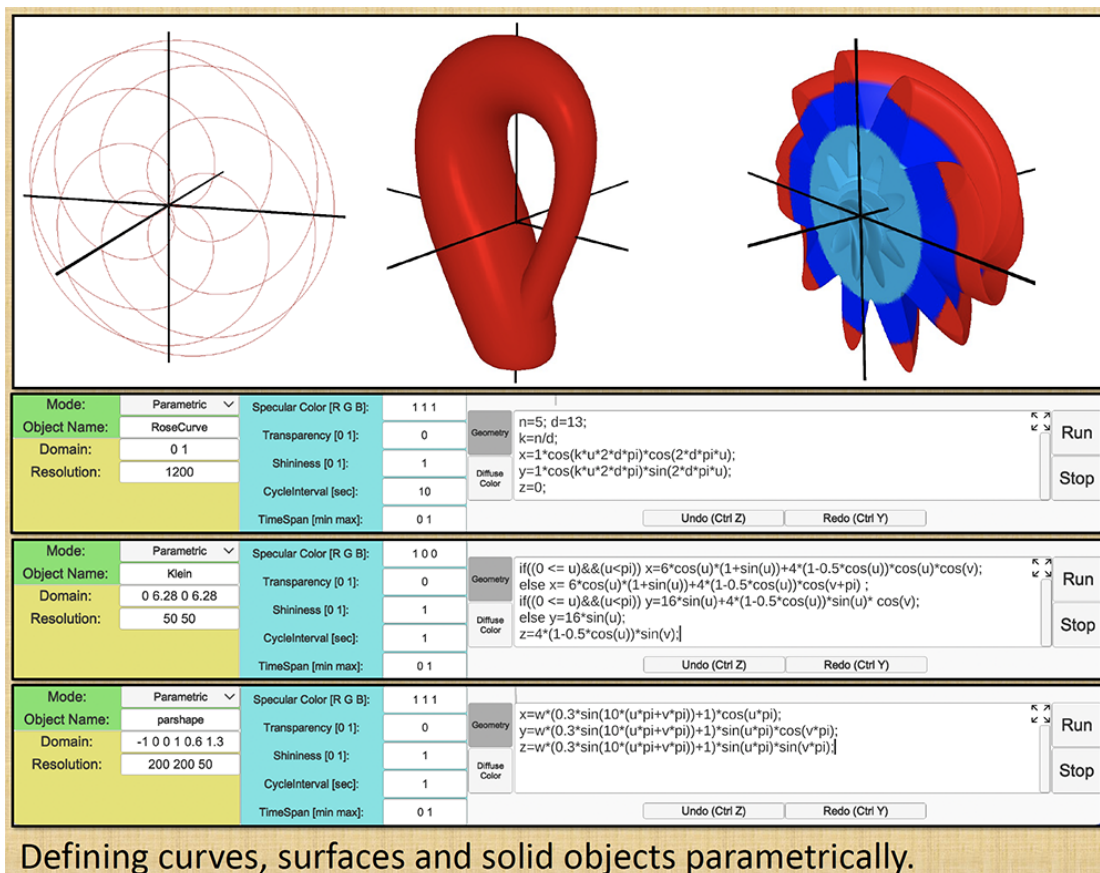 Mode: Parametric
Object Name: RoseCurve
Domain: 0 1
Resolution: 1200
Specular Color [R G B]: 1 1 1
Transparency [0 1]: 0
Shininess [0 1]: 1
CycleInterval [sec]: 10
TimeSpan [min max]: 0 1
Geometry
Diffuse
Color
n=5; d=13;
k=n/d;
x=1*cos(k*u*2*d*pi)*cos(2*d*pi*u);
y=1*cos(k*u*2*d*pi)*sin(2*d*pi*u);
z=0;
Run
Stop
Undo (Ctrl Z) Redo (Ctrl Y)
Mode: Parametric
Object Name: Klein
Domain: 0 6.28 0 6.28
Resolution: 50 50
Specular Color [R G B]: 1 0 0
Transparency [0 1]: 0
Shininess [0 1]: 1
CycleInterval [sec]: 1
TimeSpan [min max]: 0 1
Geometry
Diffuse
Color
if((0 <= u)&&(u<pi)) x=6*cos(u)*(1+sin(u))+4*(1-0.5*cos(u))*cos(u)*cos(v);
else x= 6*cos(u)*(1+sin(u))+4*(1-0.5*cos(u))*cos(v+pi) ;
if((0 <= u)&&(u<pi)) y=16*sin(u)+4*(1-0.5*cos(u))*sin(u)* cos(v);
else y=16*sin(u);
z=4*(1-0.5*cos(u))*sin(v);
Run
Stop
Undo (Ctrl Z) Redo (Ctrl Y)
Mode: Parametric
Object Name: parshape
Domain: -1 0 0 1 0.6 1.3
Resolution: 200 200 50
Specular Color [R G B]: 1 1 1
Transparency [0 1]: 0
Shininess [0 1]: 1
CycleInterval [sec]: 1
TimeSpan [min max]: 0 1
Geometry
Diffuse
Color
x=w*(0.3*sin(10*(u*pi+v*pi))+1)*cos(u*pi);
y=w*(0.3*sin(10*(u*pi+v*pi))+1)*sin(u*pi)*cos(v*pi);
z=w*(0.3*sin(10*(u*pi+v*pi))+1)*sin(u*pi)*sin(v*pi);
Run
Stop
Undo (Ctrl Z) Redo (Ctrl Y)
Defining curves, surfaces and solid objects parametrically.